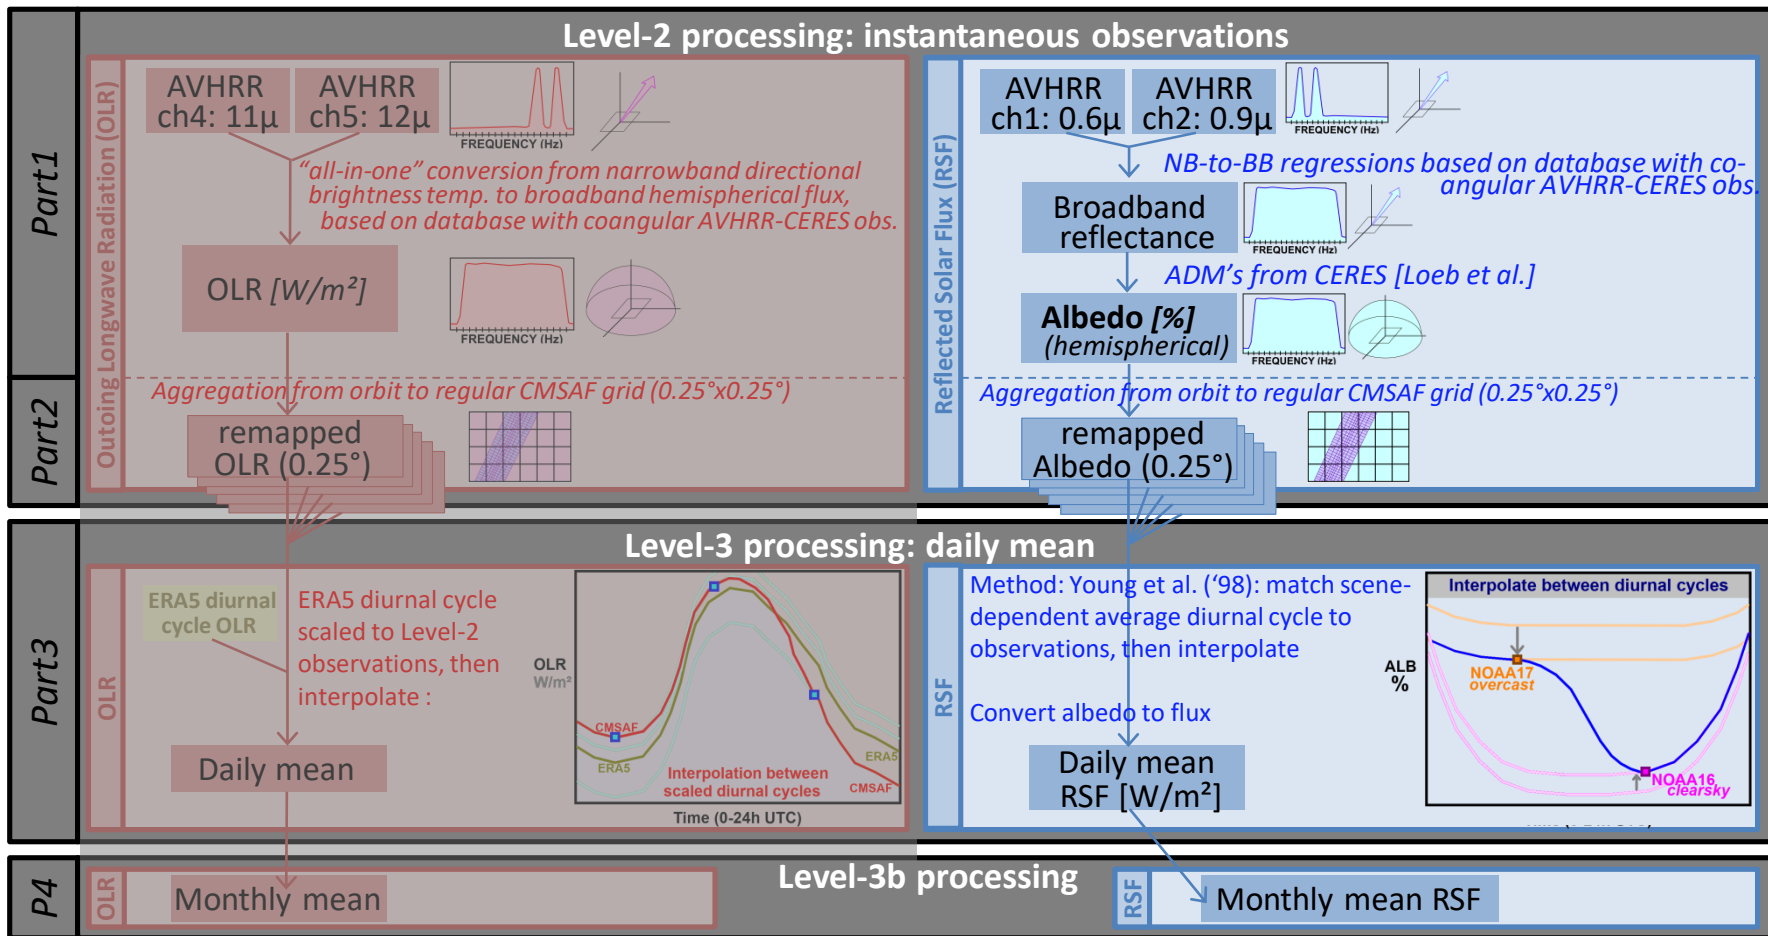 Level-2 processing: instantaneous observations
Part1
Outoing Longwave Radiation (OLR)
AVHRR
ch4: 11µ
AVHRR
ch5: 12µ
FREQUENCY (Hz)
"all-in-one" conversion from narrowband directional
brightness temp. to broadband hemispherical flux,
based on database with coangular AVHRR-CERES obs.
OLR [W/m²]
FREQUENCY (Hz)
Reflected Solar Flux (RSF)
AVHRR
ch1: 0.6µ
AVHRR
ch2: 0.9µ
FREQUENCY (Hz)
NB-to-BB regressions based on database with co-
angular AVHRR-CERES obs.
Broadband
reflectance
FREQUENCY (Hz)
ADM's from CERES [Loeb et al.]
Albedo [%]
(hemispherical)
FREQUENCY (Hz)
Part2
Aggregation from orbit to regular CMSAF grid (0.25°x0.25°)
remapped
OLR (0.25°)
Aggregation from orbit to regular CMSAF grid (0.25°x0.25°)
remapped
Albedo (0.25°)
Level-3 processing: daily mean
Part3
OLR
ERA5 diurnal
cycle OLR
ERA5 diurnal cycle
scaled to Level-2
observations, then
interpolate :
Daily mean
OLR
W/m²
CMSAF
ERA5
ERA5
CMSAF
Interpolation between
scaled diurnal cycles
Time (0-24h UTC)
RSF
Method: Young et al. ('98): match scene-
dependent average diurnal cycle to
observations, then interpolate
Convert albedo to flux
Daily mean
RSF [W/m²]
Interpolate between diurnal cycles
ALB
%
NOAA17
overcast
NOAA16
clearsky
Level-3b processing
P4
OLR
Monthly mean
RSF
Monthly mean RSF